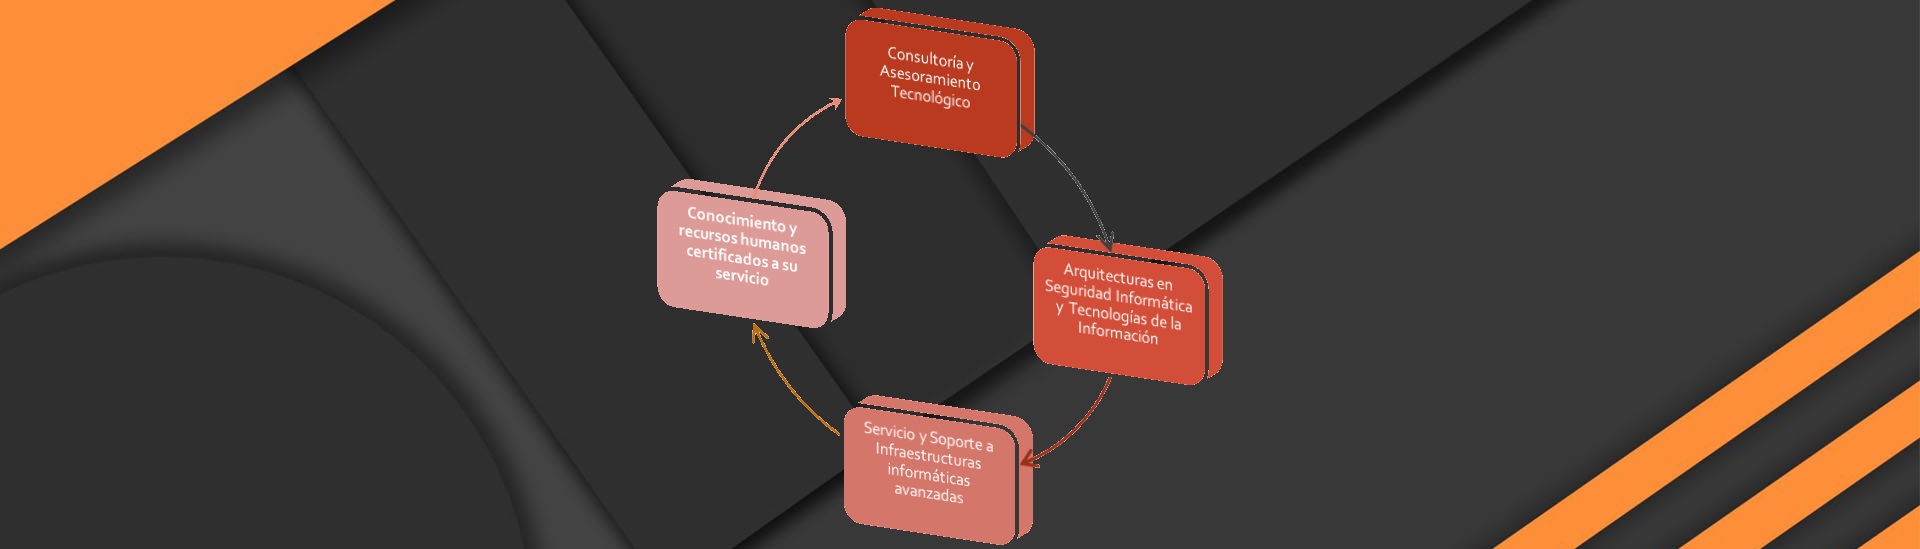 Consultoría y
Asesoramiento
Tecnológico
Arquitecturas en
Seguridad Informática
y Tecnologías de la
Información
Servicio y Soporte a
Infraestructuras
informáticas
avanzadas
Conocimiento y
recursos humanos
certificados a su
servicio